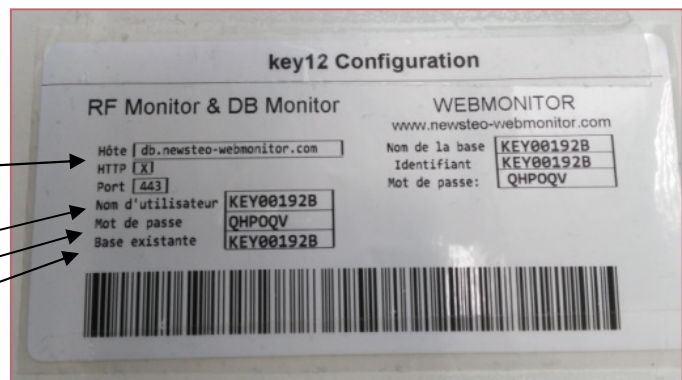 key12 Configuration
RF Monitor & DB Monitor
Hôte db.newsteo-webmonitor.com
HTTP [X]
Port 443
Nom d'utilisateur KEY00192B
Mot de passe QHPOQV
Base existante KEY00192B
WEBMONITOR
www.newsteo-webmonitor.com
Nom de la base KEY00192B
Identifiant KEY00192B
Mot de passe: QHPOQV